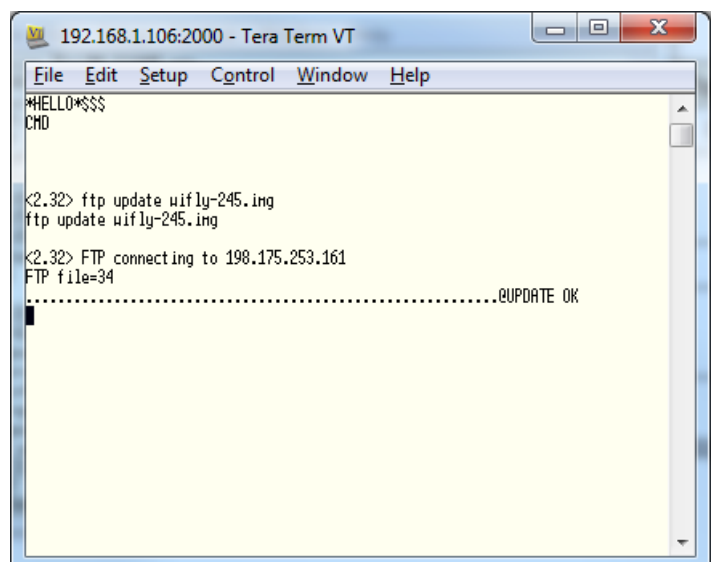 192.168.1.106:2000 - Tera Term VT
File Edit Setup Control Window Help
*HELLO*$$$
CMD
<2.32> ftp update wifly-245.img
ftp update wifly-245.img
<2.32> FTP connecting to 198.175.253.161
FTP file=34
............................................................@UPDATE OK